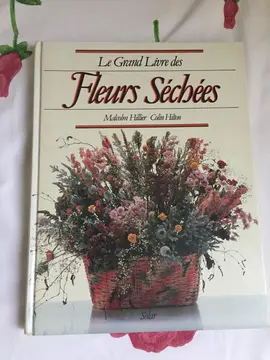 Le Grand Livre des
Fleurs Séchées
Malcolm Hillier Colin Hilton
Solar